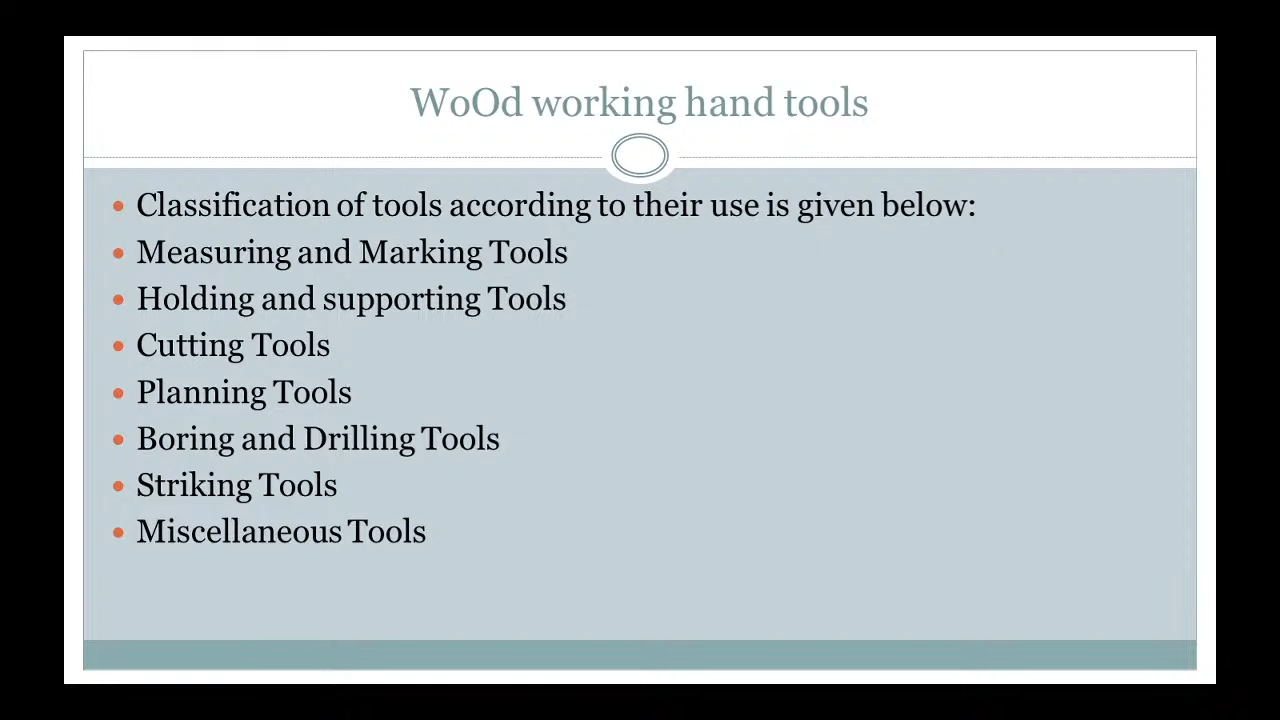 WoOd working hand tools
Classification of tools according to their use is given below:
Measuring and Marking Tools
Holding and supporting Tools
Cutting Tools
Planning Tools
Boring and Drilling Tools
Striking Tools
Miscellaneous Tools